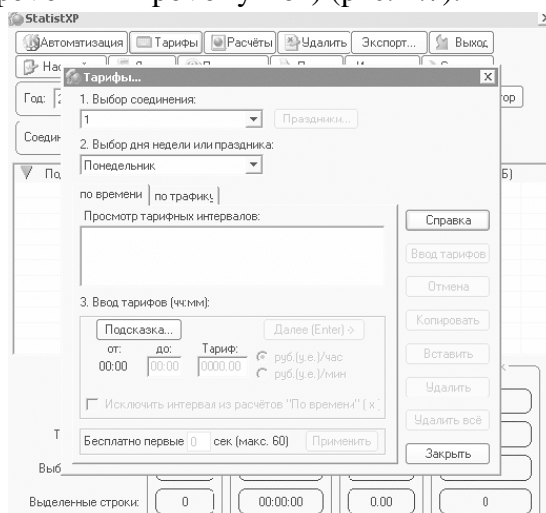 StatistXP
Автоматизация Тарифы Расчёты Удалить Экспорт... Выход
Тарифы...
Год:
1. Выбор соединения:
1 Праздники...
2. Выбор дня недели или праздника:
Понедельник
по времени по трафику
Просмотр тарифных интервалов:
Справка
Ввод тарифов
Отмена
3. Ввод тарифов (чч:мм):
Копировать
Подсказка... Далее (Enter) ->
от: до: Тариф: руб.(у.е.)/час
Вставить
00:00 00:00 0000.00 руб.(у.е.)/мин
Удалить
Исключить интервал из расчётов "По времени" ( x
Удалить всё
Бесплатно первые 0 сек (макс. 60) Применить
Закрыть
Выделенные строки: 0 00:00:00 0.00 0